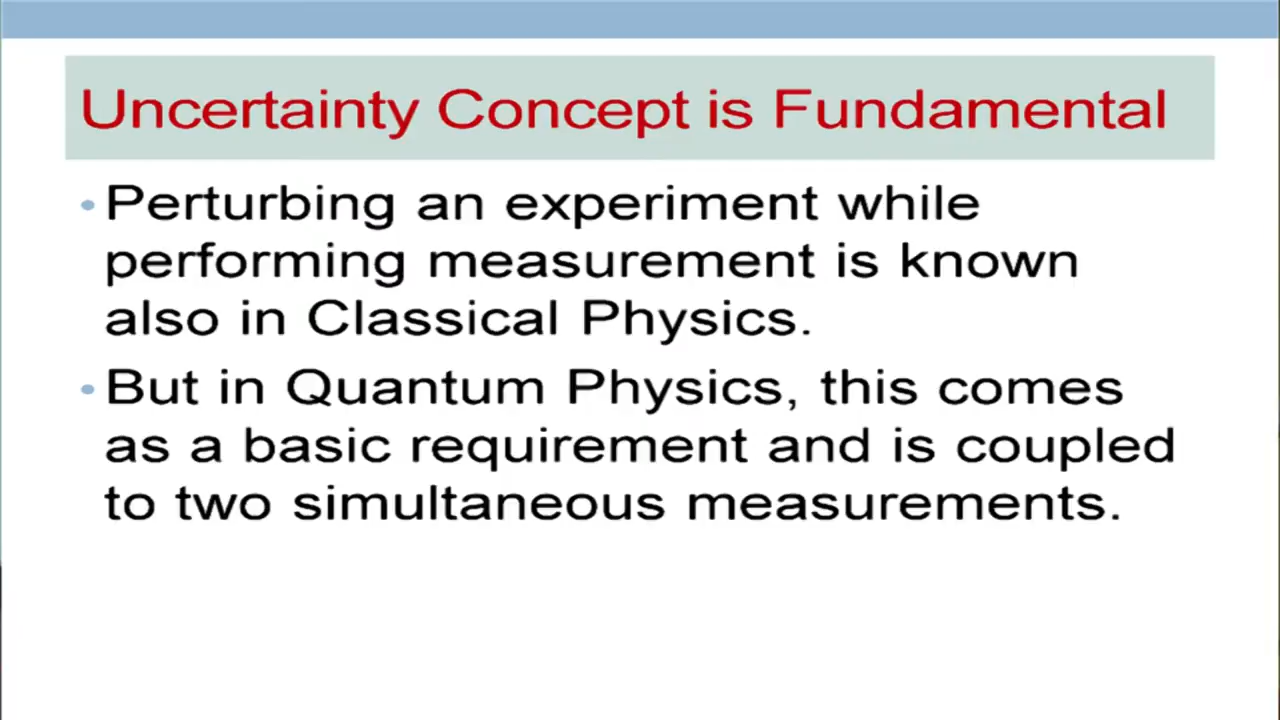 Uncertainty Concept is Fundamental
• Perturbing an experiment while
performing measurement is known
also in Classical Physics.
• But in Quantum Physics, this comes
as a basic requirement and is coupled
to two simultaneous measurements.